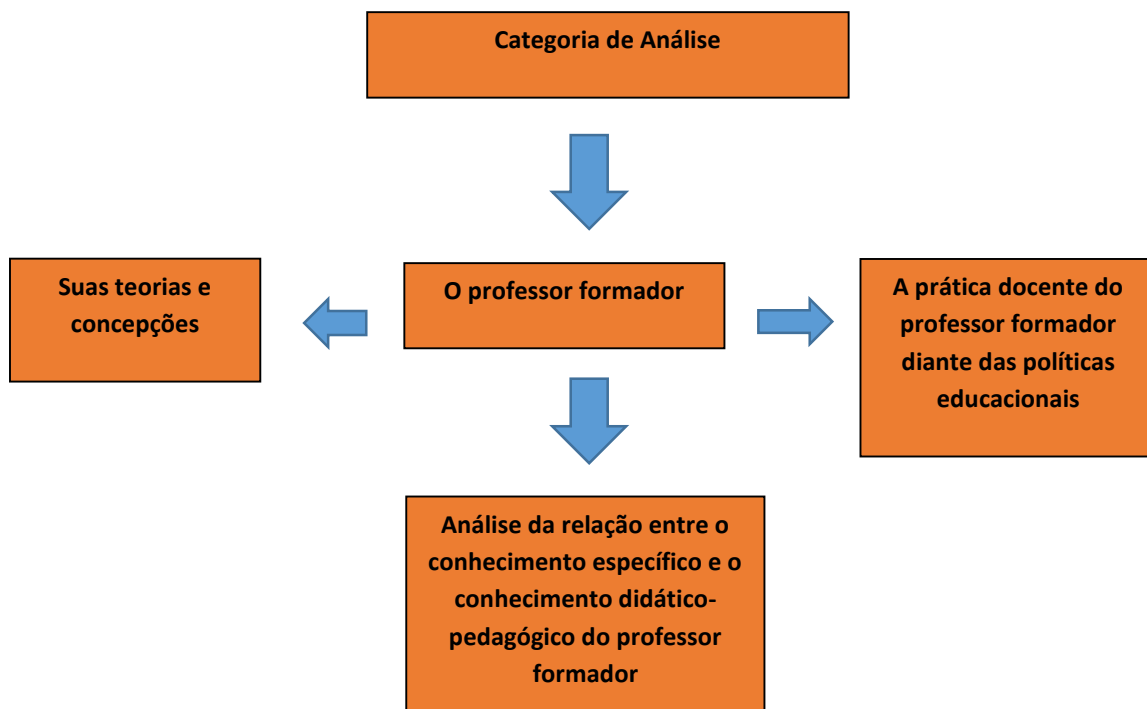 Categoria de Análise
Suas teorias e
concepções
O professor formador
A prática docente do
professor formador
diante das políticas
educacionais
Análise da relação entre o
conhecimento específico e o
conhecimento didático-
pedagógico do professor
formador